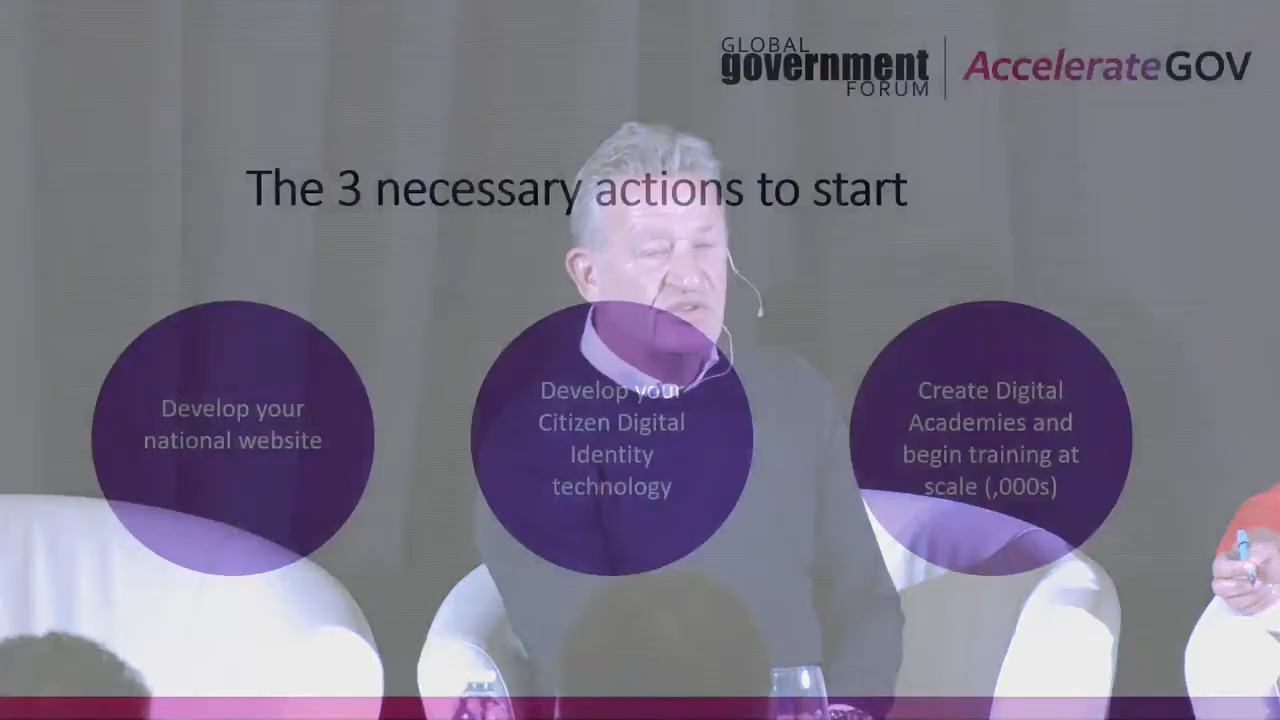 GLOBAL
government
FORUM
AccelerateGOV
The 3 necessary actions to start
Develop your
national website
Develop your
Citizen Digital
Identity
technology
Create Digital
Academies and
begin training at
scale (,000s)